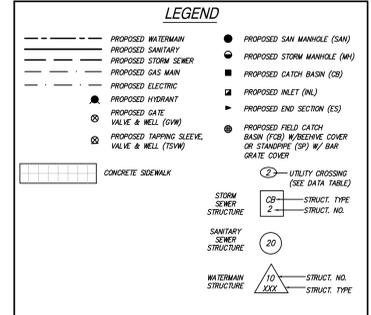 LEGEND
PROPOSED WATERMAIN
PROPOSED SANITARY
PROPOSED STORM SEWER
PROPOSED GAS MAIN
PROPOSED ELECTRIC
PROPOSED HYDRANT
PROPOSED GATE
VALVE & WELL (GVW)
PROPOSED TAPPING SLEEVE,
VALVE & WELL (TSVW)
CONCRETE SIDEWALK
PROPOSED SAN MANHOLE (SAN)
PROPOSED STORM MANHOLE (MH)
PROPOSED CATCH BASIN (CB)
PROPOSED INLET (INL)
PROPOSED END SECTION (ES)
PROPOSED FIELD CATCH
BASIN (FCB) W/BEEHIVE COVER
OR STANDPIPE (SP) W/ BAR
GRATE COVER
2 UTILITY CROSSING
(SEE DATA TABLE)
STORM
SEWER
STRUCTURE
CB STRUCT. TYPE
2 STRUCT. NO.
SANITARY
SEWER
STRUCTURE
20
WATERMAIN
STRUCTURE
10 STRUCT. NO.
XXX STRUCT. TYPE